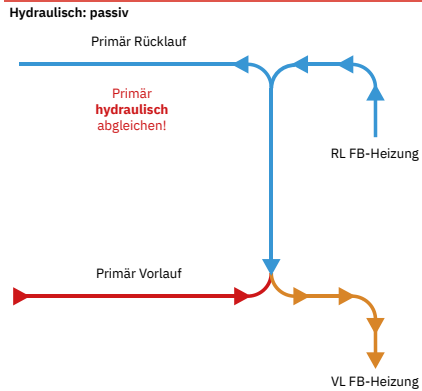 Hydraulisch: passiv
Primär Rücklauf
Primär
hydraulisch
abgleichen!
RL FB-Heizung
Primär Vorlauf
VL FB-Heizung